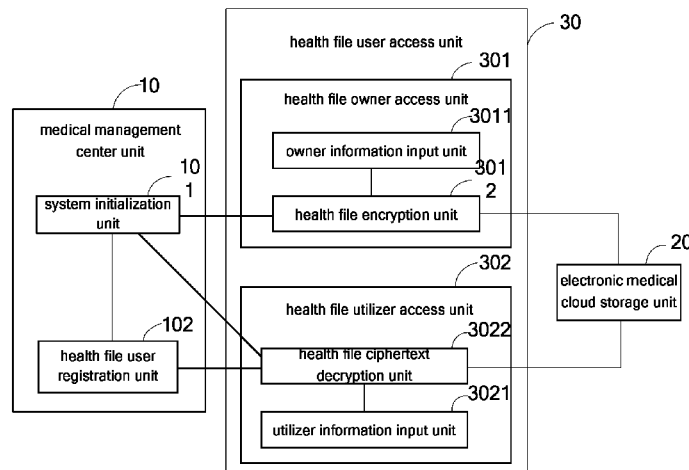 health file user access unit
30
301
health file owner access unit
3011
owner information input unit
301
2
health file encryption unit
10
medical management
center unit
10
1
system initialization
unit
102
health file user
registration unit
302
health file utilizer access unit
3022
health file ciphertext
decryption unit
3021
utilizer information input unit
20
electronic medical
cloud storage unit